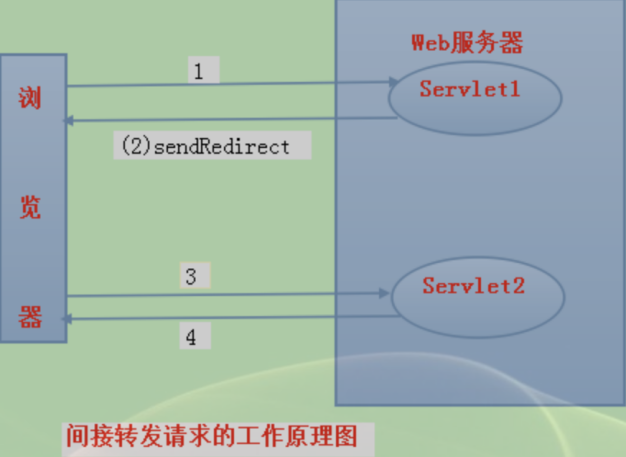 Web服务器
Servlet1
1
(2)sendRedirect
浏
览
器
3
Servlet2
4
间接转发请求的工作原理图